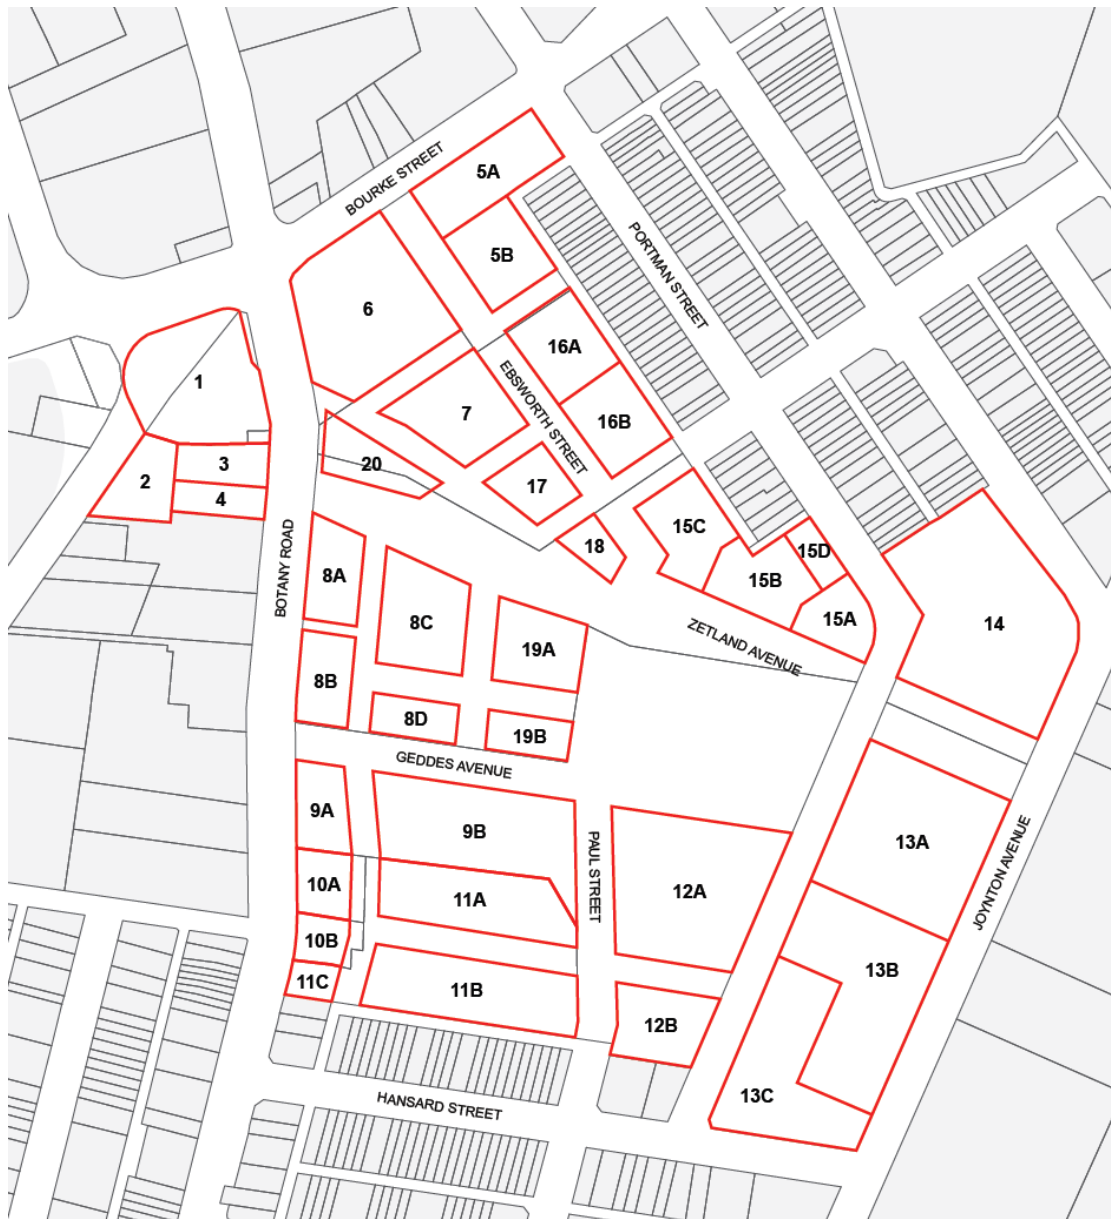 BOURKE STREET
5A
PORTMAN STREET
5B
6
16A
1
EBSWORTH STREET
7
16B
3
20
2
17
4
15C
BOTANY ROAD
18
15D
8A
15B
15A
8C
14
ZETLAND AVENUE
19A
8B
8D
19B
GEDDES AVENUE
9A
9B
PAUL STREET
13A
JOYNTON AVENUE
10A
11A
12A
10B
13B
11C
11B
12B
13C
HANSARD STREET